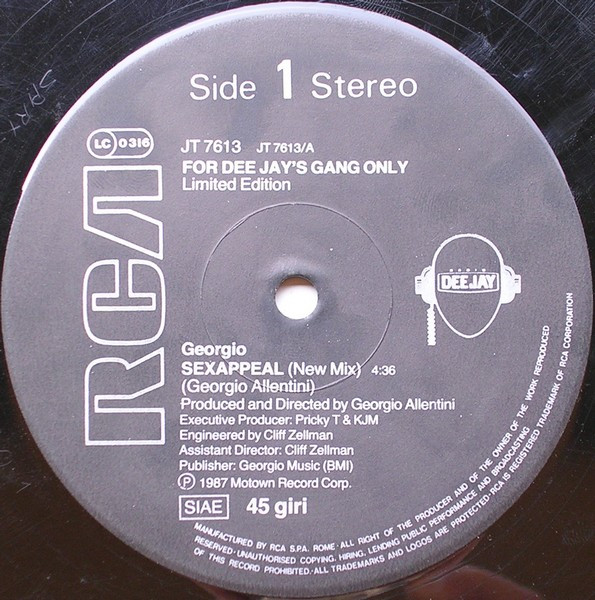 Side 1 Stereo
LC 0316
JT 7613 JT 7613/A
FOR DEE JAY'S GANG ONLY
Limited Edition
RCA
RADIO
DEE JAY
Georgio
SEXAPPEAL (New Mix) 4:36
(Georgio Allentini)
Produced and Directed by Georgio Allentini
Executive Producer: Pricky T & KJM
Engineered by Cliff Zellman
Assistant Director: Cliff Zellman
Publisher: Georgio Music (BMI)
Ⓟ 1987 Motown Record Corp.
SIAE 45 giri
MANUFACTURED BY RCA S.P.A. ROME · ALL RIGHT OF THE PRODUCER AND OF THE OWNER OF THE WORK REPRODUCED
RESERVED · UNAUTHORISED COPYING, HIRING, LENDING PUBLIC PERFORMANCE AND BROADCASTING
OF THIS RECORD PROHIBITED · ALL TRADEMARKS AND LOGOS ARE PROTECTED · RCA IS REGISTERED TRADEMARK OF RCA CORPORATION